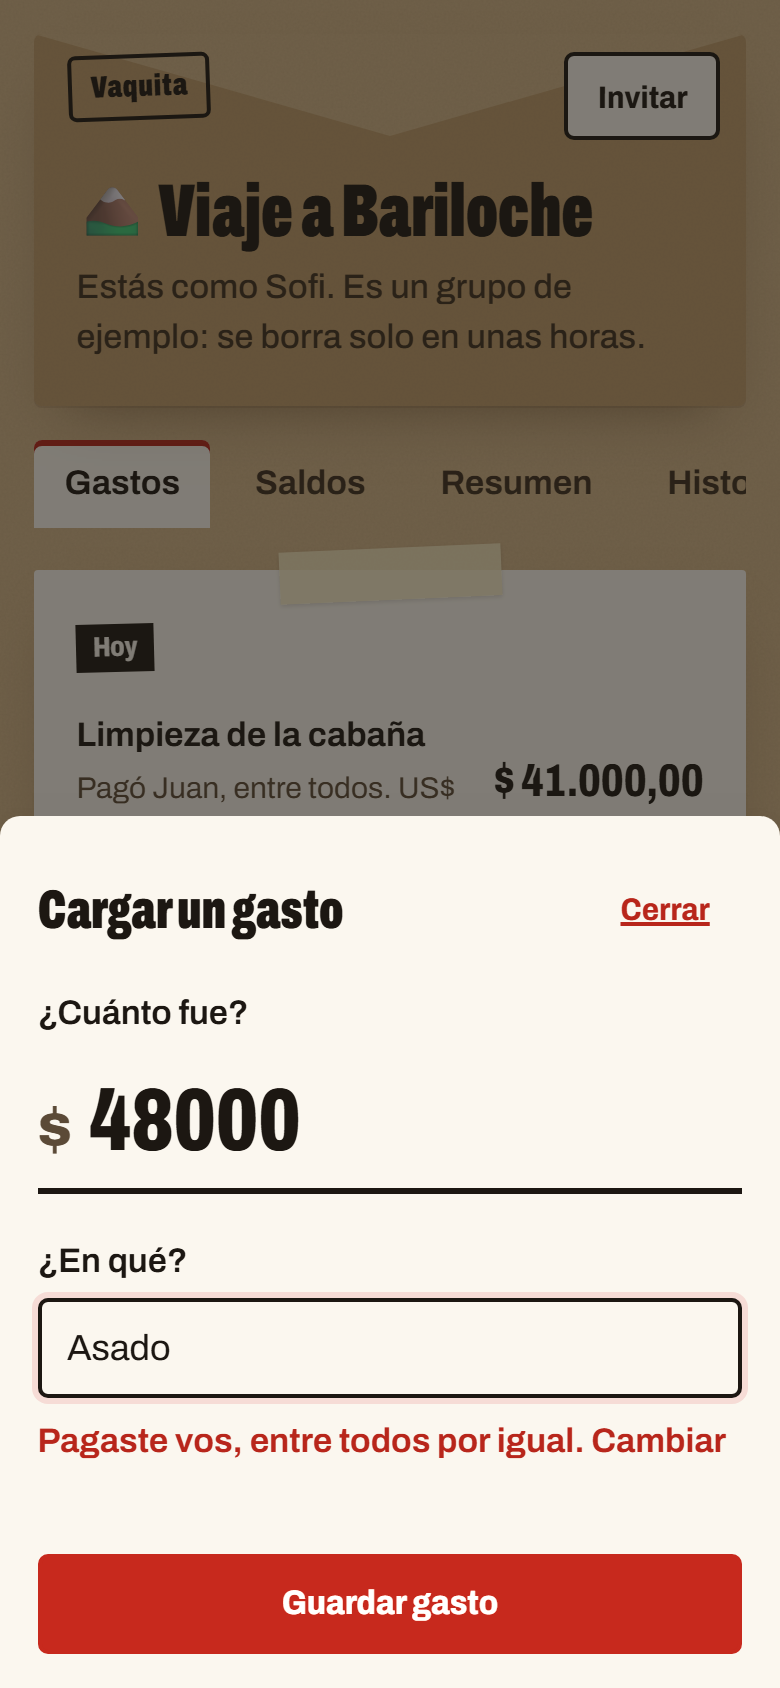 Vaquita
Invitar
Viaje a Bariloche
Estás como Sofi. Es un grupo de
ejemplo: se borra solo en unas horas.
Gastos Saldos Resumen Histo
Hoy
Limpieza de la cabaña
Pagó Juan, entre todos. US$
$ 41.000,00
Cargar un gasto
Cerrar
¿Cuánto fue?
$ 48000
¿En qué?
Asado
Pagaste vos, entre todos por igual. Cambiar
Guardar gasto